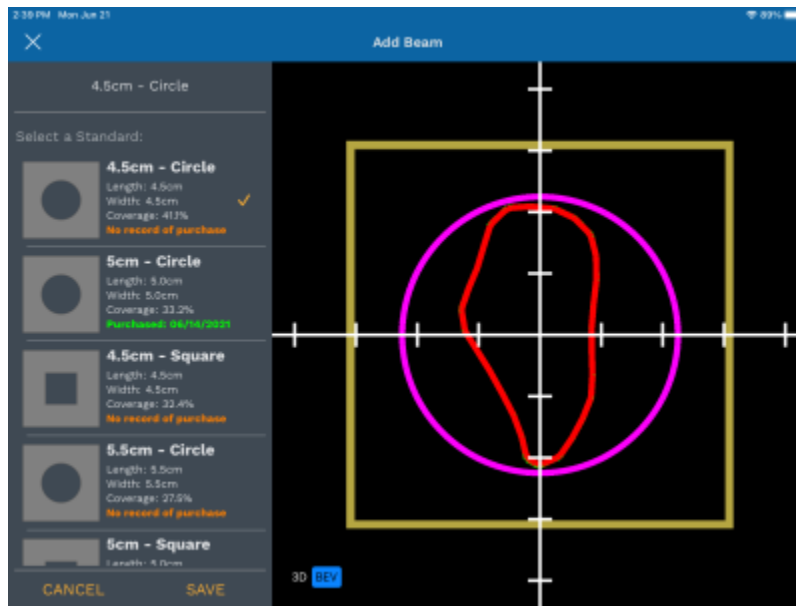 2:39 PM Mon Jun 21
89%
Add Beam
4.5cm - Circle
Select a Standard:
4.5cm - Circle
Length: 4.5cm
Width: 4.5cm
Coverage: 41.1%
No record of purchase
5cm - Circle
Length: 5.0cm
Width: 5.0cm
Coverage: 33.2%
Purchased: 06/14/2021
4.5cm - Square
Length: 4.5cm
Width: 4.5cm
Coverage: 32.4%
No record of purchase
5.5cm - Circle
Length: 5.5cm
Width: 5.5cm
Coverage: 27.5%
No record of purchase
5cm - Square
Length: 5.0cm
CANCEL SAVE
3D BEV